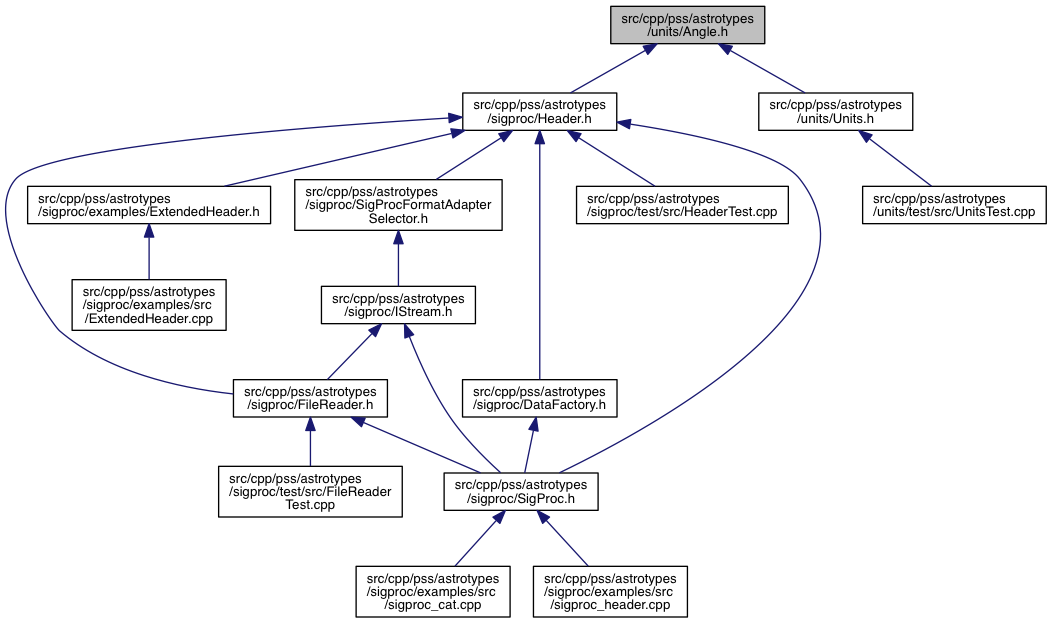 src/cpp/pss/astrotypes
/units/Angle.h
src/cpp/pss/astrotypes
/sigproc/Header.h
src/cpp/pss/astrotypes
/units/Units.h
src/cpp/pss/astrotypes
/sigproc/examples/ExtendedHeader.h
src/cpp/pss/astrotypes
/sigproc/SigProcFormatAdapter
Selector.h
src/cpp/pss/astrotypes
/sigproc/test/src/HeaderTest.cpp
src/cpp/pss/astrotypes
/units/test/src/UnitsTest.cpp
src/cpp/pss/astrotypes
/sigproc/examples/src
/ExtendedHeader.cpp
src/cpp/pss/astrotypes
/sigproc/IStream.h
src/cpp/pss/astrotypes
/sigproc/FileReader.h
src/cpp/pss/astrotypes
/sigproc/DataFactory.h
src/cpp/pss/astrotypes
/sigproc/test/src/FileReader
Test.cpp
src/cpp/pss/astrotypes
/sigproc/SigProc.h
src/cpp/pss/astrotypes
/sigproc/examples/src
/sigproc_cat.cpp
src/cpp/pss/astrotypes
/sigproc/examples/src
/sigproc_header.cpp